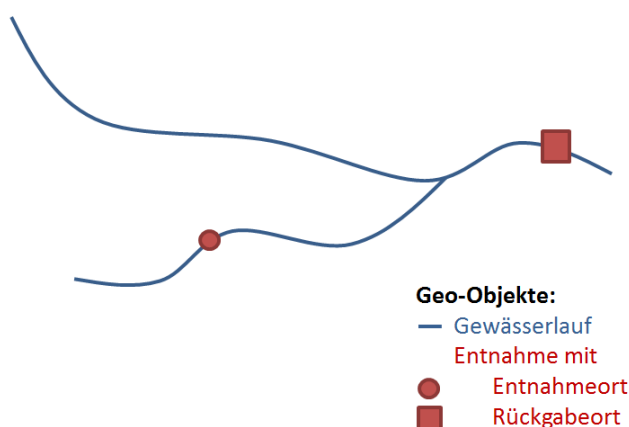 Geo-Objekte:
Gewässerlauf
Entnahme mit
Entnahmeort
Rückgabeort